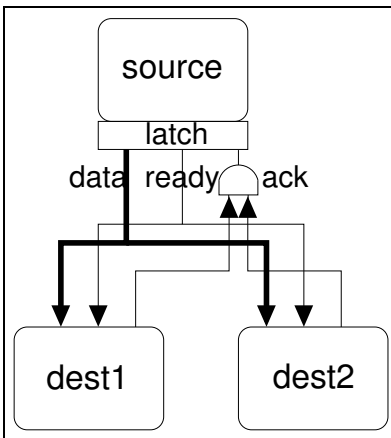 source
latch
data ready ack
dest1 dest2